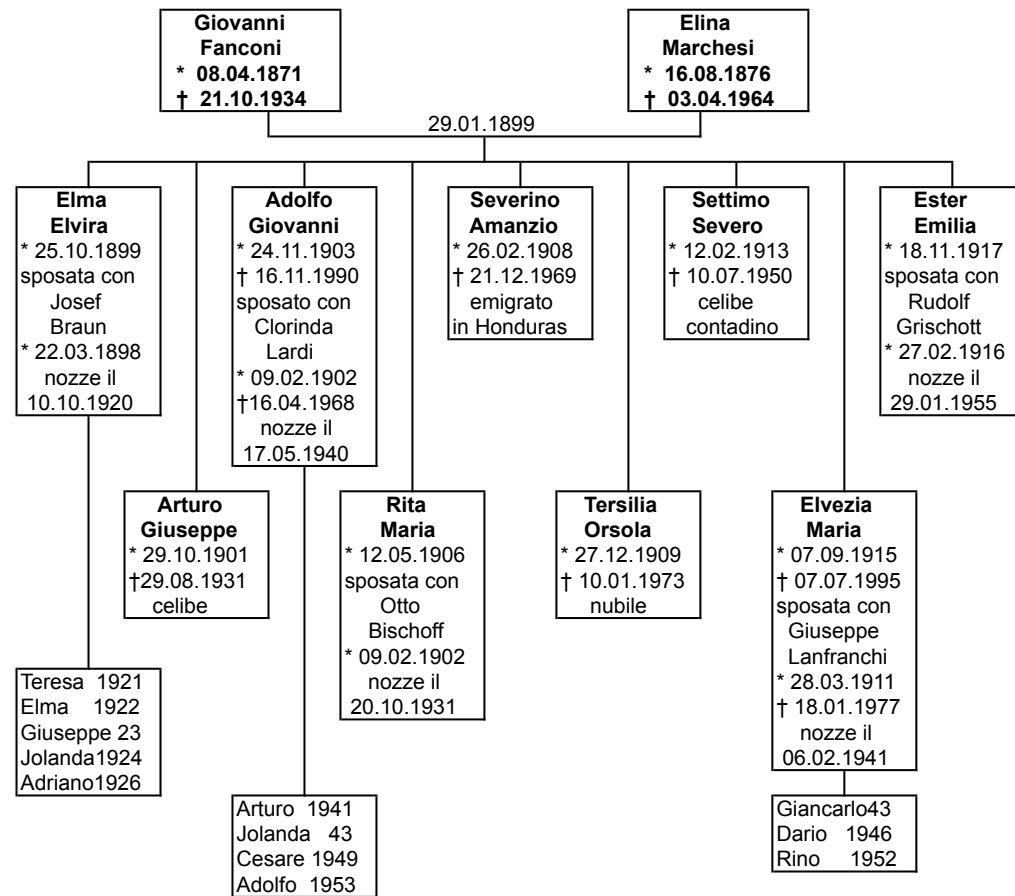 Giovanni
Fanconi
* 08.04.1871
† 21.10.1934
Elina
Marchesi
* 16.08.1876
† 03.04.1964
29.01.1899
Elma
Elvira
* 25.10.1899
sposata con
Josef
Braun
* 22.03.1898
nozze il
10.10.1920
Adolfo
Giovanni
* 24.11.1903
† 16.11.1990
sposato con
Clorinda
Lardi
* 09.02.1902
†16.04.1968
nozze il
17.05.1940
Severino
Amanzio
* 26.02.1908
† 21.12.1969
emigrato
in Honduras
Settimo
Severo
* 12.02.1913
† 10.07.1950
celibe
contadino
Ester
Emilia
* 18.11.1917
sposata con
Rudolf
Grischott
* 27.02.1916
nozze il
29.01.1955
Arturo
Giuseppe
* 29.10.1901
†29.08.1931
celibe
Rita
Maria
* 12.05.1906
sposata con
Otto
Bischoff
* 09.02.1902
nozze il
20.10.1931
Tersilia
Orsola
* 27.12.1909
† 10.01.1973
nubile
Elvezia
Maria
* 07.09.1915
† 07.07.1995
sposata con
Giuseppe
Lanfranchi
* 28.03.1911
† 18.01.1977
nozze il
06.02.1941
Teresa 1921
Elma 1922
Giuseppe 23
Jolanda1924
Adriano1926
Arturo 1941
Jolanda 43
Cesare 1949
Adolfo 1953
Giancarlo43
Dario 1946
Rino 1952